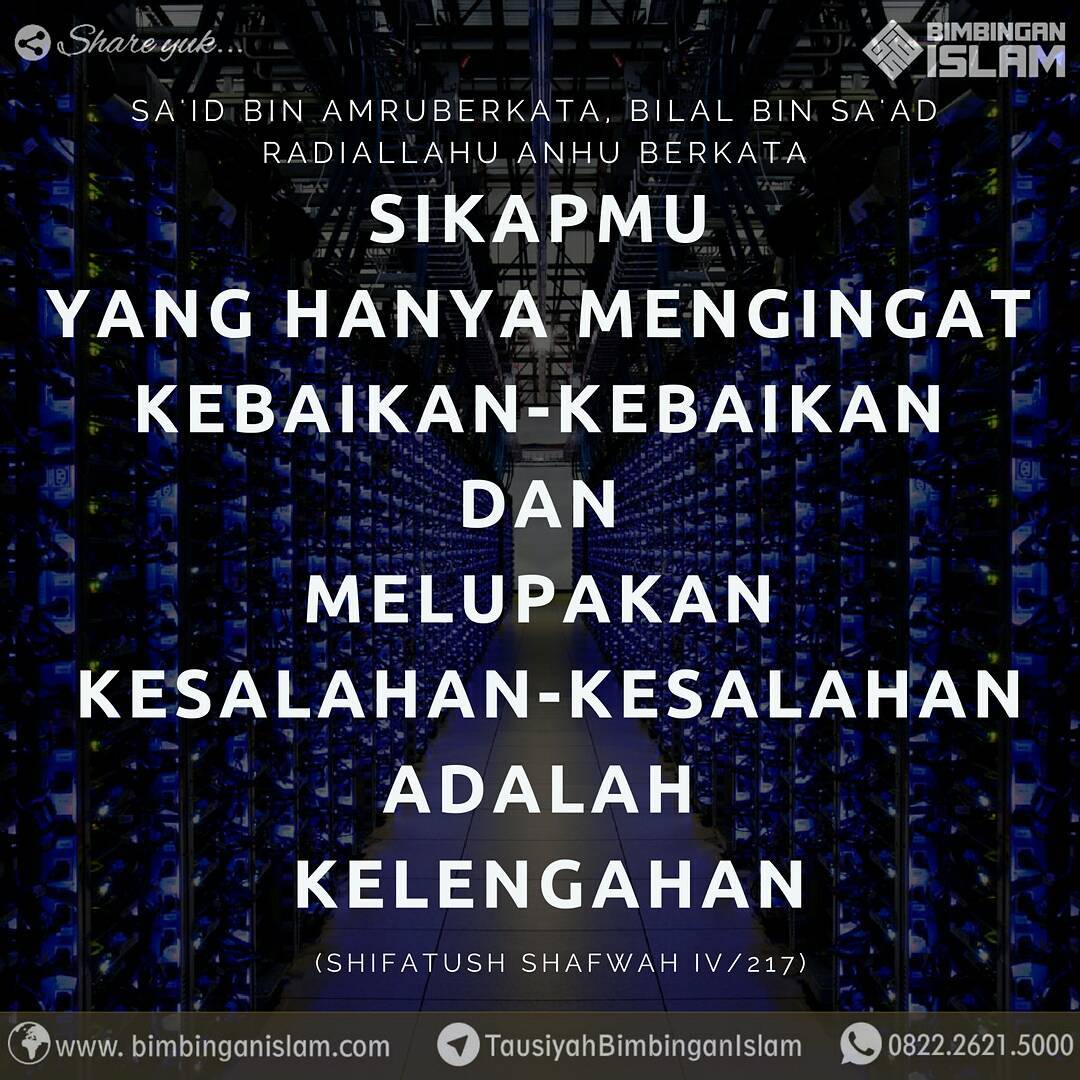 Share yuk...
BIMBINGAN
ISLAM
SA'ID BIN AMRUBERKATA, BILAL BIN SA'AD
RADIALLAHU ANHU BERKATA
SIKAPMU
YANG HANYA MENGINGAT
KEBAIKAN-KEBAIKAN
DAN
MELUPAKAN
KESALAHAN-KESALAHAN
ADALAH
KELENGAHAN
(SHIFATUSH SHAFWAH IV/217)
www. bimbinganislam.com
TausiyahBimbinganIslam
0822.2621.5000